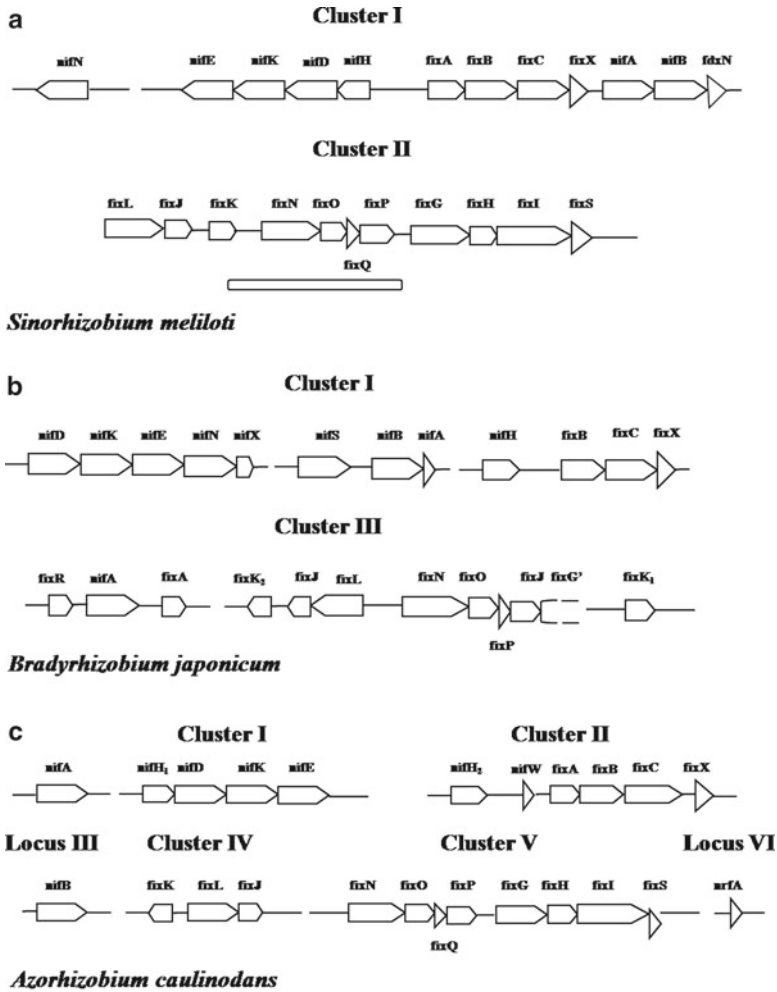 a
Cluster I
nifN nifE nifK nifD nifH fixA fixB fixC fixX nifA nifB fdxN
Cluster II
fixL fixJ fixK fixN fixO fixP fixG fixH fixI fixS
fixQ
Sinorhizobium meliloti
b
Cluster I
nifD nifK nifE nifN nifX nifS nifB nifA nifH fixB fixC fixX
Cluster III
fixR nifA fixA fixK₂ fixJ fixL fixN fixO fixJ fixG' fixK₁
fixP
Bradyrhizobium japonicum
c
Cluster I Cluster II
nifA nifH₁ nifD nifK nifE nifH₂ nifW fixA fixB fixC fixX
Locus III Cluster IV Cluster V Locus VI
nifB fixK fixL fixJ fixN fixO fixP fixG fixH fixI fixS nrfA
fixQ
Azorhizobium caulinodans